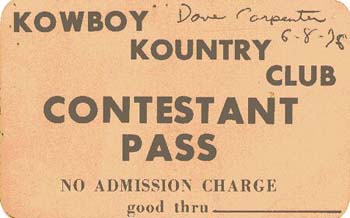 KOWBOY Dave Carpenter
KOUNTRY 6-8-78
CLUB
CONTESTANT
PASS
NO ADMISSION CHARGE
good thru